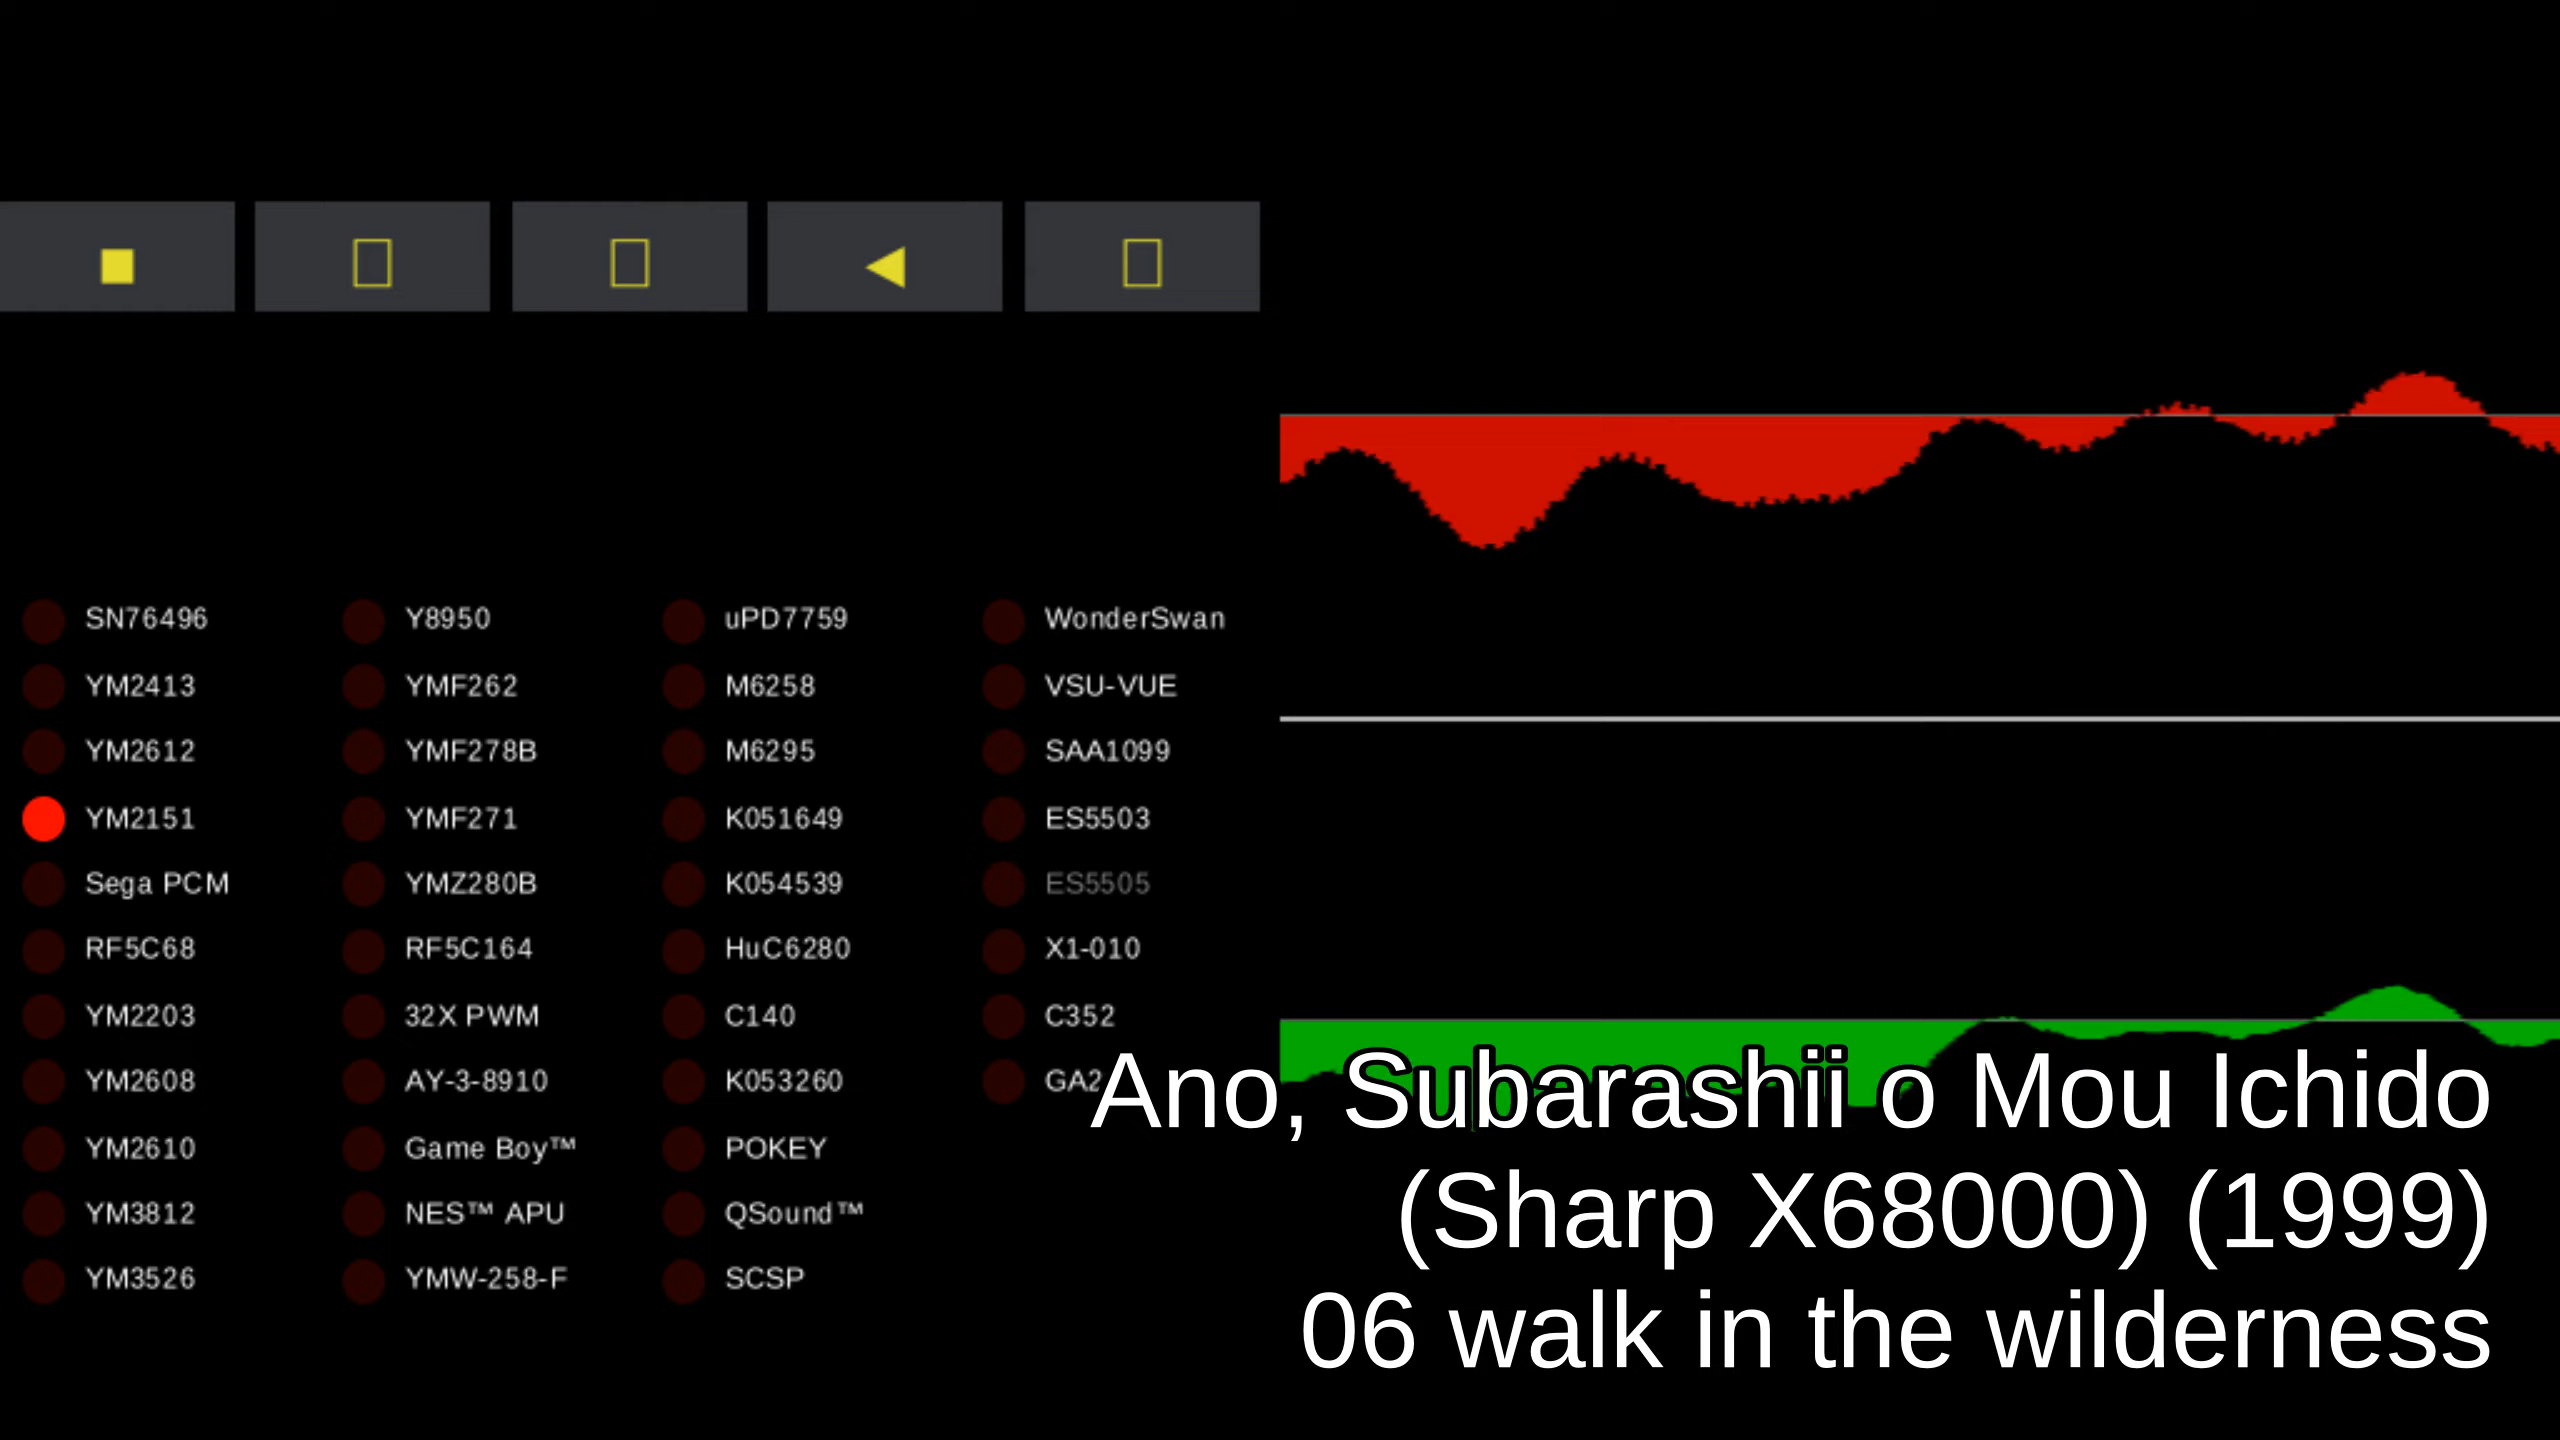 SN76496
YM2413
YM2612
YM2151
Sega PCM
RF5C68
YM2203
YM2608
YM2610
YM3812
YM3526
Y8950
YMF262
YMF278B
YMF271
YMZ280B
RF5C164
32X PWM
AY-3-8910
Game Boy™
NES™ APU
YMW-258-F
uPD7759
M6258
M6295
K051649
K054539
HuC6280
C140
K053260
POKEY
QSound™
SCSP
WonderSwan
VSU-VUE
SAA1099
ES5503
ES5505
X1-010
C352
GA2
Ano, Subarashii o Mou Ichido
(Sharp X68000) (1999)
06 walk in the wilderness